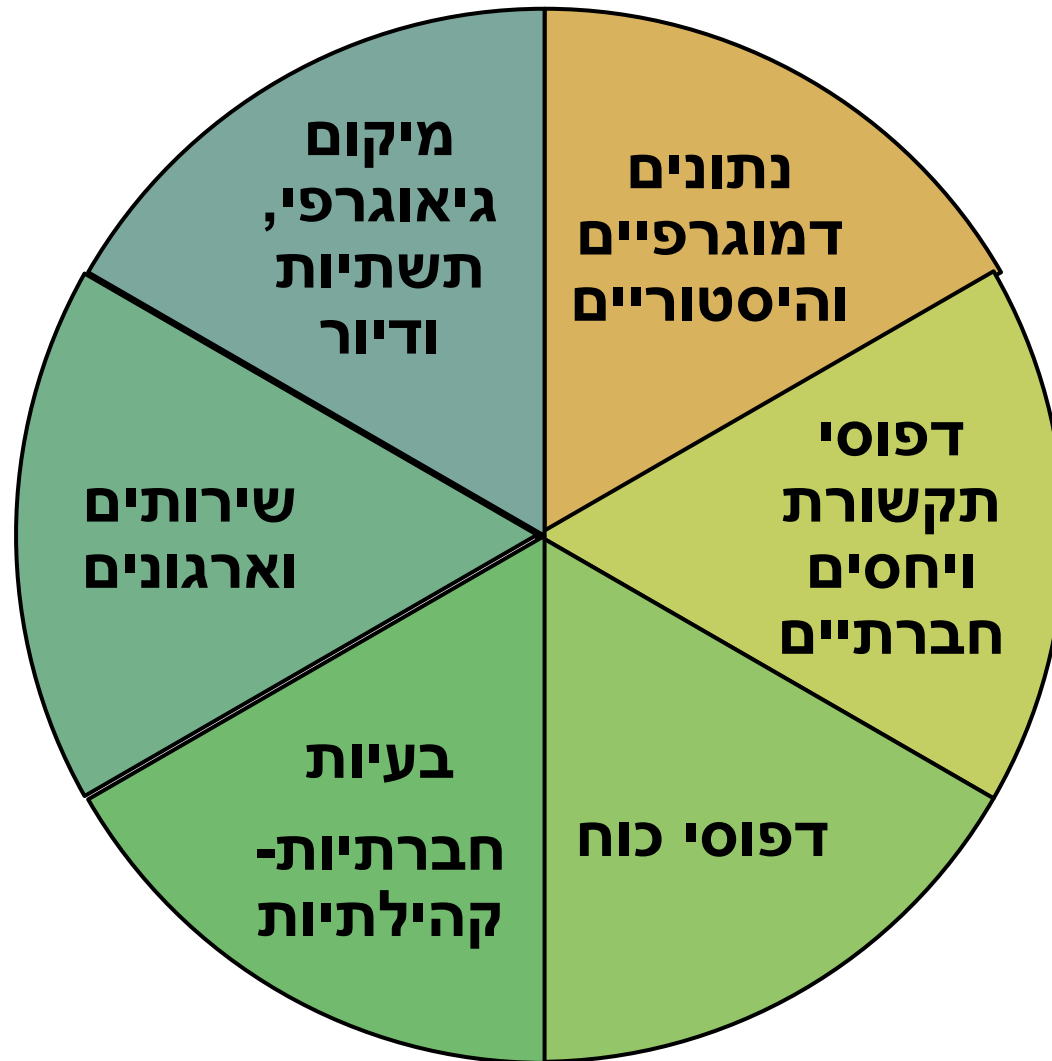 נתונים
דמוגרפיים
והיסטוריים
דפוסי
תקשורת
ויחסים
חברתיים
דפוסי כוח
בעיות
חברתיות-
קהילתיות
שירותים
וארגונים
מיקום
גיאוגרפי,
תשתיות
ודיור